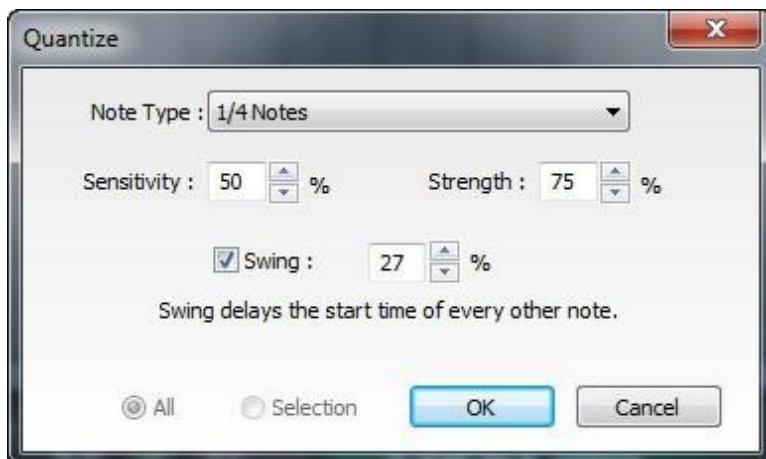 Quantize
Note Type : 1/4 Notes
Sensitivity : 50 % Strength : 75 %
Swing : 27 %
Swing delays the start time of every other note.
All Selection OK Cancel